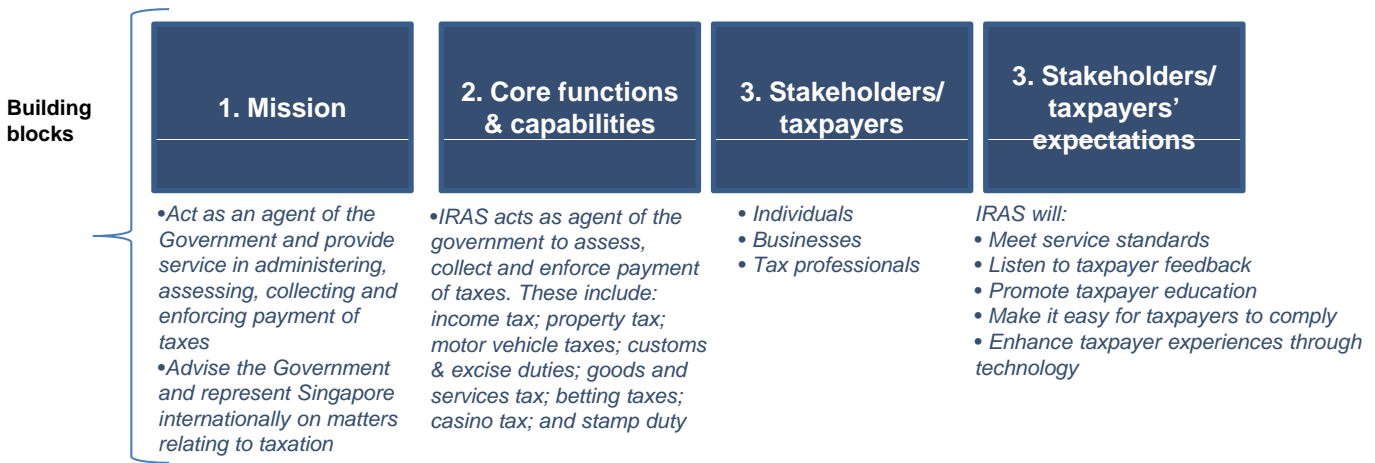 Building
blocks
1. Mission
2. Core functions
& capabilities
3. Stakeholders/
taxpayers
3. Stakeholders/
taxpayers’
expectations
•Act as an agent of the
Government and provide
service in administering,
assessing, collecting and
enforcing payment of
taxes
•Advise the Government
and represent Singapore
internationally on matters
relating to taxation
•IRAS acts as agent of the
government to assess,
collect and enforce payment
of taxes. These include:
income tax; property tax;
motor vehicle taxes; customs
& excise duties; goods and
services tax; betting taxes;
casino tax; and stamp duty
• Individuals
• Businesses
• Tax professionals
IRAS will:
• Meet service standards
• Listen to taxpayer feedback
• Promote taxpayer education
• Make it easy for taxpayers to comply
• Enhance taxpayer experiences through
technology